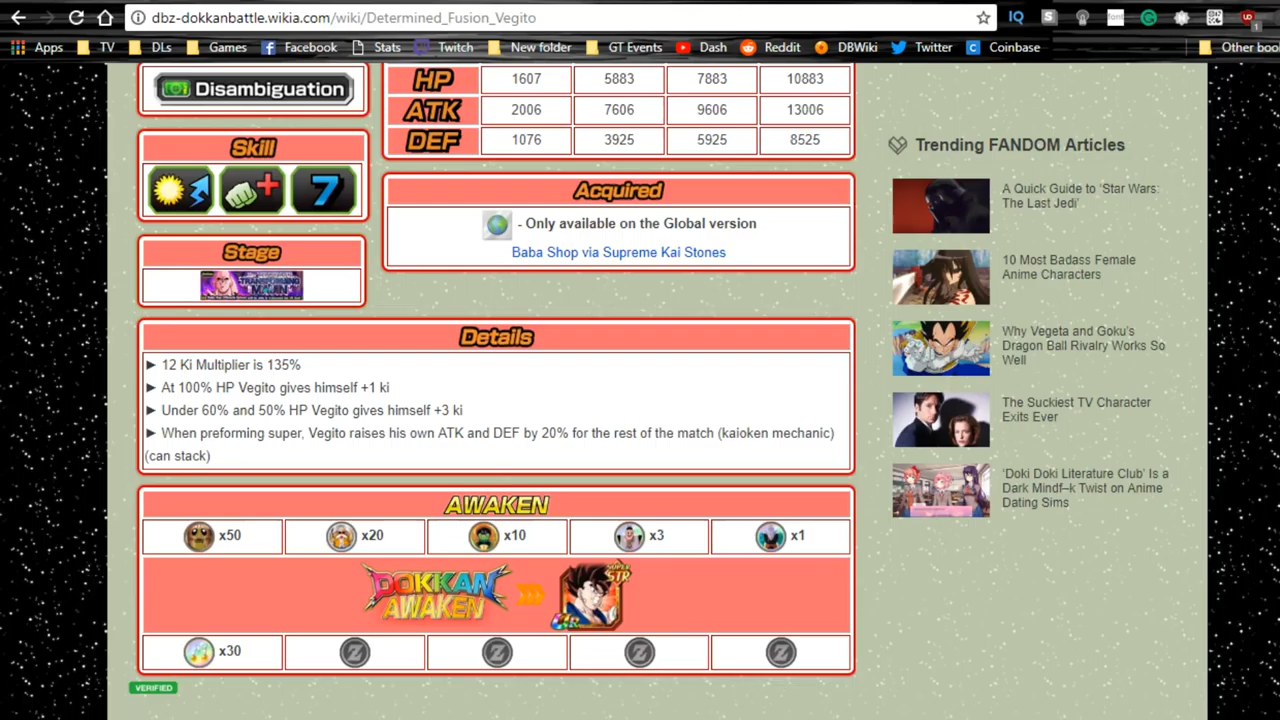 dbz-dokkanbattle.wikia.com/wiki/Determined_Fusion_Vegito
Apps TV DLs Games Facebook Stats Twitch New folder GT Events Dash Reddit DBWiki Twitter Coinbase Other boo
Disambiguation
HP 1607 5883 7883 10883
ATK 2006 7606 9606 13006
DEF 1076 3925 5925 8525
Skill
7
Acquired
- Only available on the Global version
Baba Shop via Supreme Kai Stones
Stage
Details
► 12 Ki Multiplier is 135%
► At 100% HP Vegito gives himself +1 ki
► Under 60% and 50% HP Vegito gives himself +3 ki
► When preforming super, Vegito raises his own ATK and DEF by 20% for the rest of the match (kaioken mechanic)
(can stack)
AWAKEN
x50 x20 x10 x3 x1
DOKKAN
AWAKEN
SUPER
STR
x30
VERIFIED
Trending FANDOM Articles
A Quick Guide to 'Star Wars:
The Last Jedi'
10 Most Badass Female
Anime Characters
Why Vegeta and Goku's
Dragon Ball Rivalry Works So
Well
The Suckiest TV Character
Exits Ever
'Doki Doki Literature Club' Is a
Dark Mindf–k Twist on Anime
Dating Sims